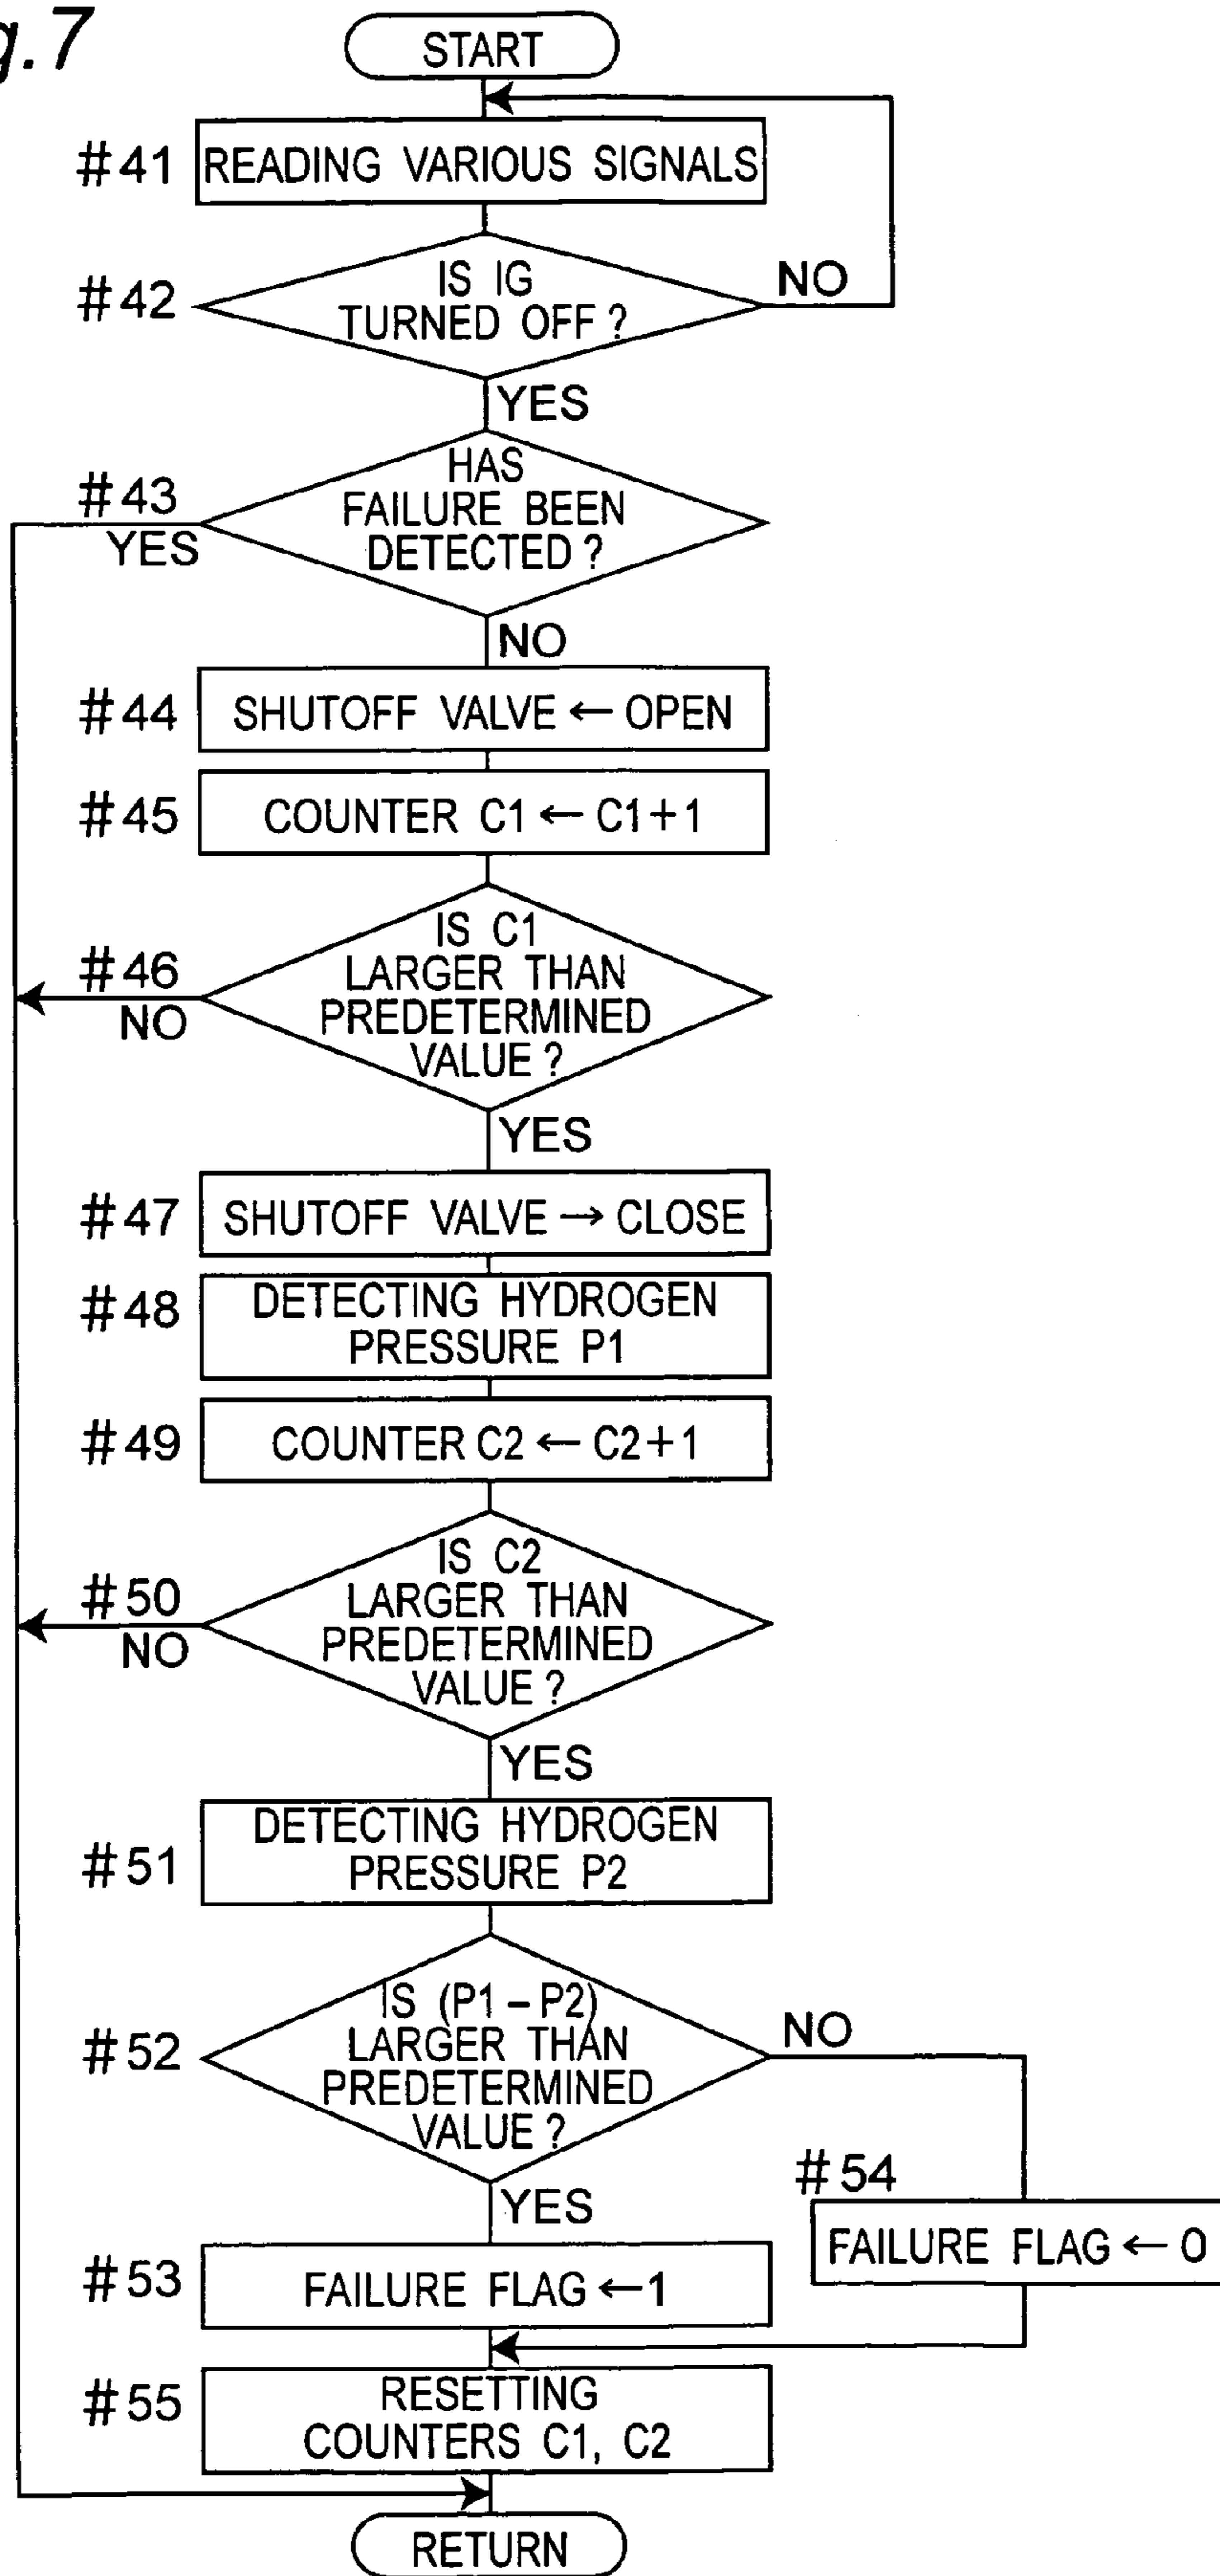 g.7
START
#41 READING VARIOUS SIGNALS
#42
IS IG
TURNED OFF?
NO
YES
#43
YES
HAS
FAILURE BEEN
DETECTED?
NO
#44 SHUTOFF VALVE ← OPEN
#45 COUNTER C1 ← C1+1
#46
NO
IS C1
LARGER THAN
PREDETERMINED
VALUE?
YES
#47 SHUTOFF VALVE → CLOSE
#48
DETECTING HYDROGEN
PRESSURE P1
#49 COUNTER C2 ← C2+1
#50
NO
IS C2
LARGER THAN
PREDETERMINED
VALUE?
YES
#51
DETECTING HYDROGEN
PRESSURE P2
#52
IS (P1–P2)
LARGER THAN
PREDETERMINED
VALUE?
NO
YES
#54
FAILURE FLAG ← 0
#53 FAILURE FLAG ←1
#55
RESETTING
COUNTERS C1, C2
RETURN